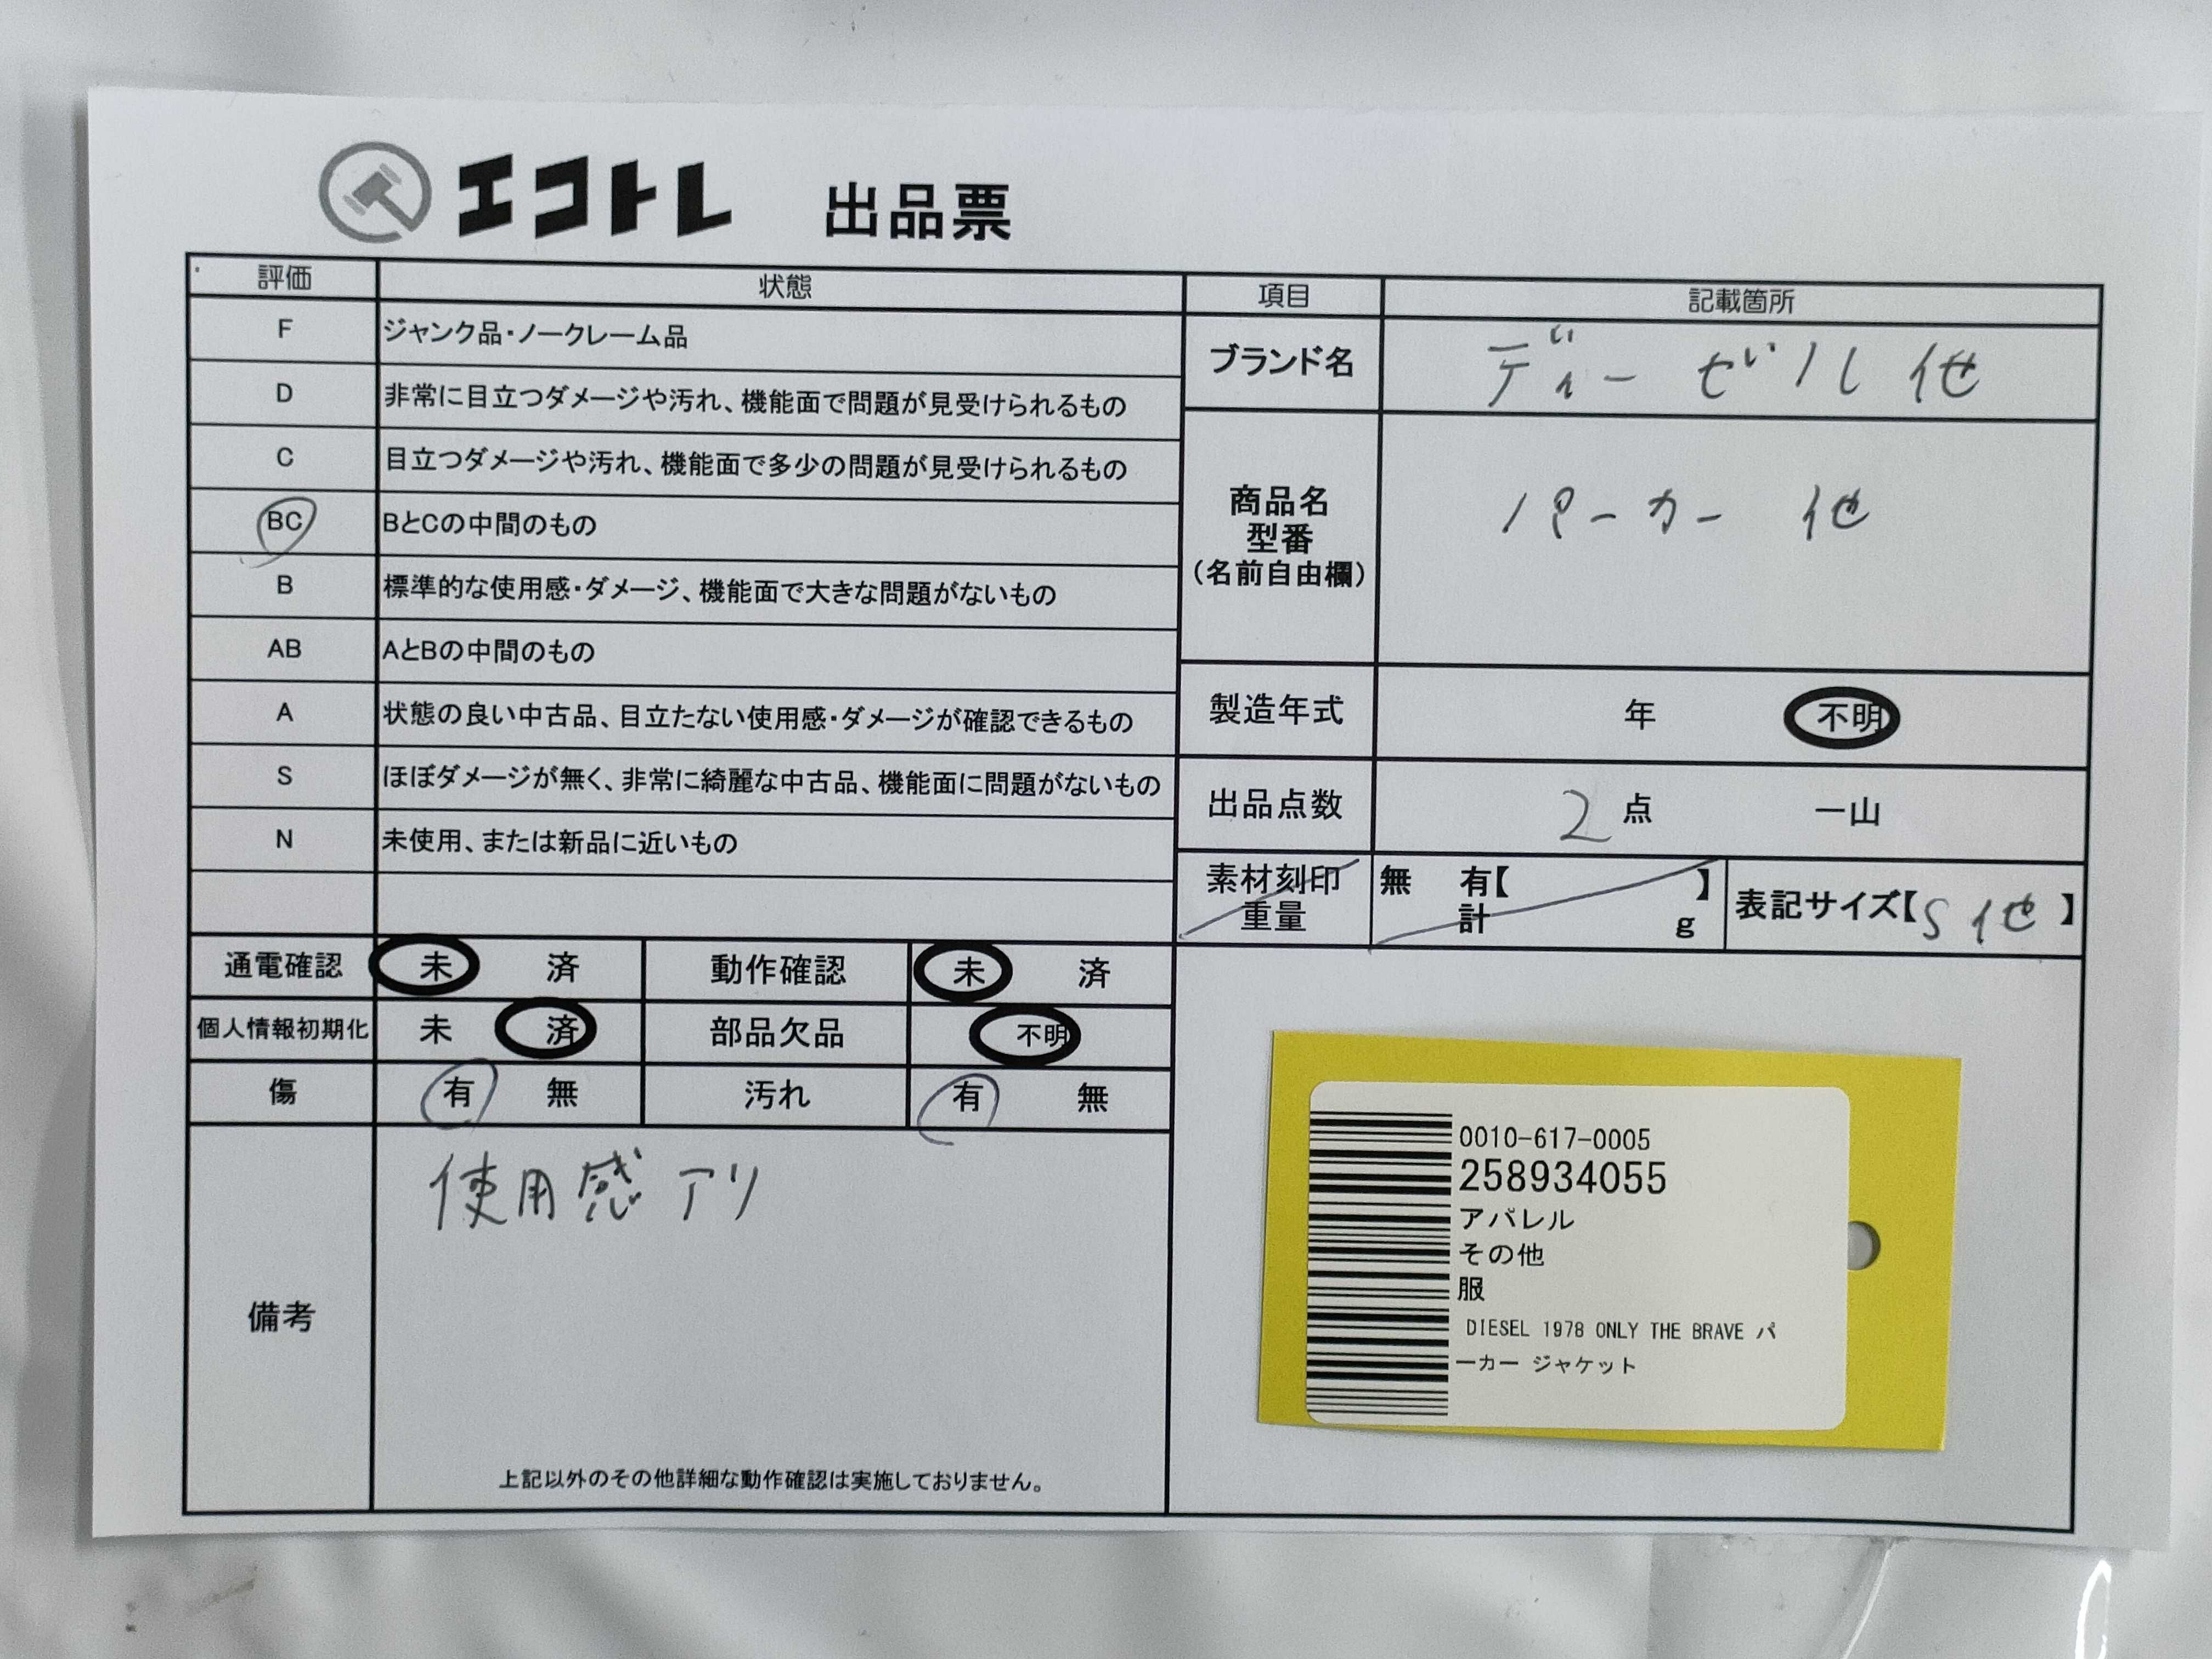 エコトレ 出品票
評価 状態
F ジャンク品・ノークレーム品
D 非常に目立つダメージや汚れ、機能面で問題が見受けられるもの
C 目立つダメージや汚れ、機能面で多少の問題が見受けられるもの
BC BとCの中間のもの
B 標準的な使用感・ダメージ、機能面で大きな問題がないもの
AB AとBの中間のもの
A 状態の良い中古品、目立たない使用感・ダメージが確認できるもの
S ほぼダメージが無く、非常に綺麗な中古品、機能面に問題がないもの
N 未使用、または新品に近いもの
通電確認 未 済 動作確認 未 済
個人情報初期化 未 済 部品欠品 不明
傷 有 無 汚れ 有 無
備考
使用感アリ
上記以外のその他詳細な動作確認は実施しておりません。
項目 記載箇所
ブランド名 ディーゼル 他
商品名
型番
(名前自由欄)
パーカー 他
製造年式 年 不明
出品点数 2 点 一山
素材刻印
重量
無 有【 】
計 g
表記サイズ【S 他】
0010-617-0005
258934055
アパレル
その他
服
DIESEL 1978 ONLY THE BRAVE パ
ーカー ジャケット